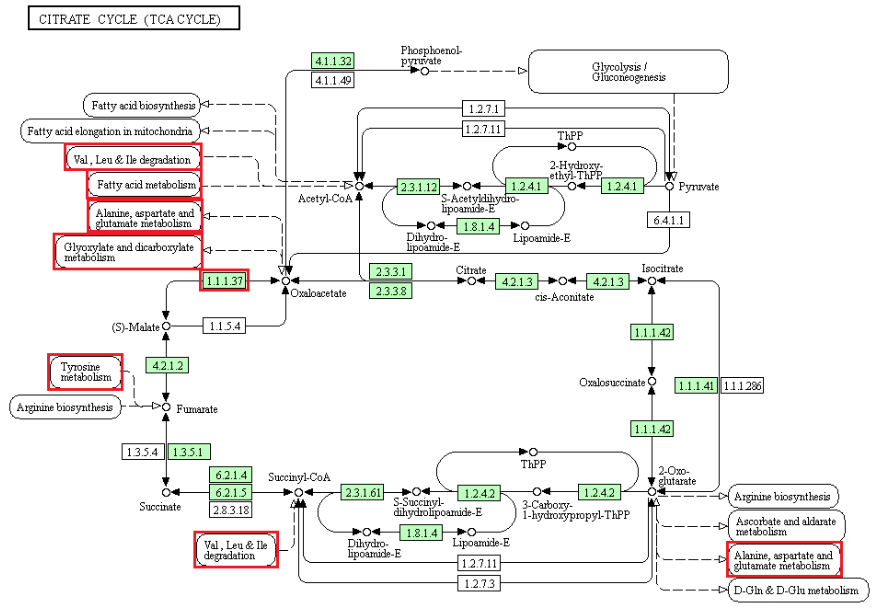 CITRATE CYCLE (TCA CYCLE)
Phosphoenol-
pyruvate
4.1.1.32
4.1.1.49
Glycolysis /
Gluconeogenesis
Fatty acid biosynthesis
Fatty acid elongation in mitochondria
Val, Leu & Ile degradation
Fatty acid metabolism
Alanine, aspartate and
glutamate metabolism
Glyoxylate and dicarboxylate
metabolism
1.2.7.1
1.2.7.11
ThPP
2-Hydroxy-
ethyl-ThPP
Acetyl-CoA
2.3.1.12
S-Acetyldihydro-
lipoamide-E
1.2.4.1
1.2.4.1
Pyruvate
Dihydro-
lipoamide-E
1.8.1.4
Lipoamide-E
6.4.1.1
1.1.1.37
Oxaloacetate
2.3.3.1
2.3.3.8
Citrate
4.2.1.3
cis-Aconitate
4.2.1.3
Isocitrate
(S)-Malate
1.1.5.4
1.1.1.42
4.2.1.2
Tyrosine
metabolism
Oxalosuccinate
1.1.1.41
1.1.1.286
Arginine biosynthesis
Fumarate
1.1.1.42
1.3.5.4
1.3.5.1
ThPP
6.2.1.4
6.2.1.5
2.8.3.18
Succinyl-CoA
2-Oxo-
glutarate
Succinate
2.3.1.61
S-Succinyl-
dihydrolipoamide-E
1.2.4.2
3-Carboxy-
1-hydroxypropyl-ThPP
1.2.4.2
Arginine biosynthesis
Ascorbate and aldarate
metabolism
Val, Leu & Ile
degradation
Dihydro-
lipoamide-E
1.8.1.4
Lipoamide-E
Alanine, aspartate and
glutamate metabolism
1.2.7.11
1.2.7.3
D-Gln & D-Glu metabolism